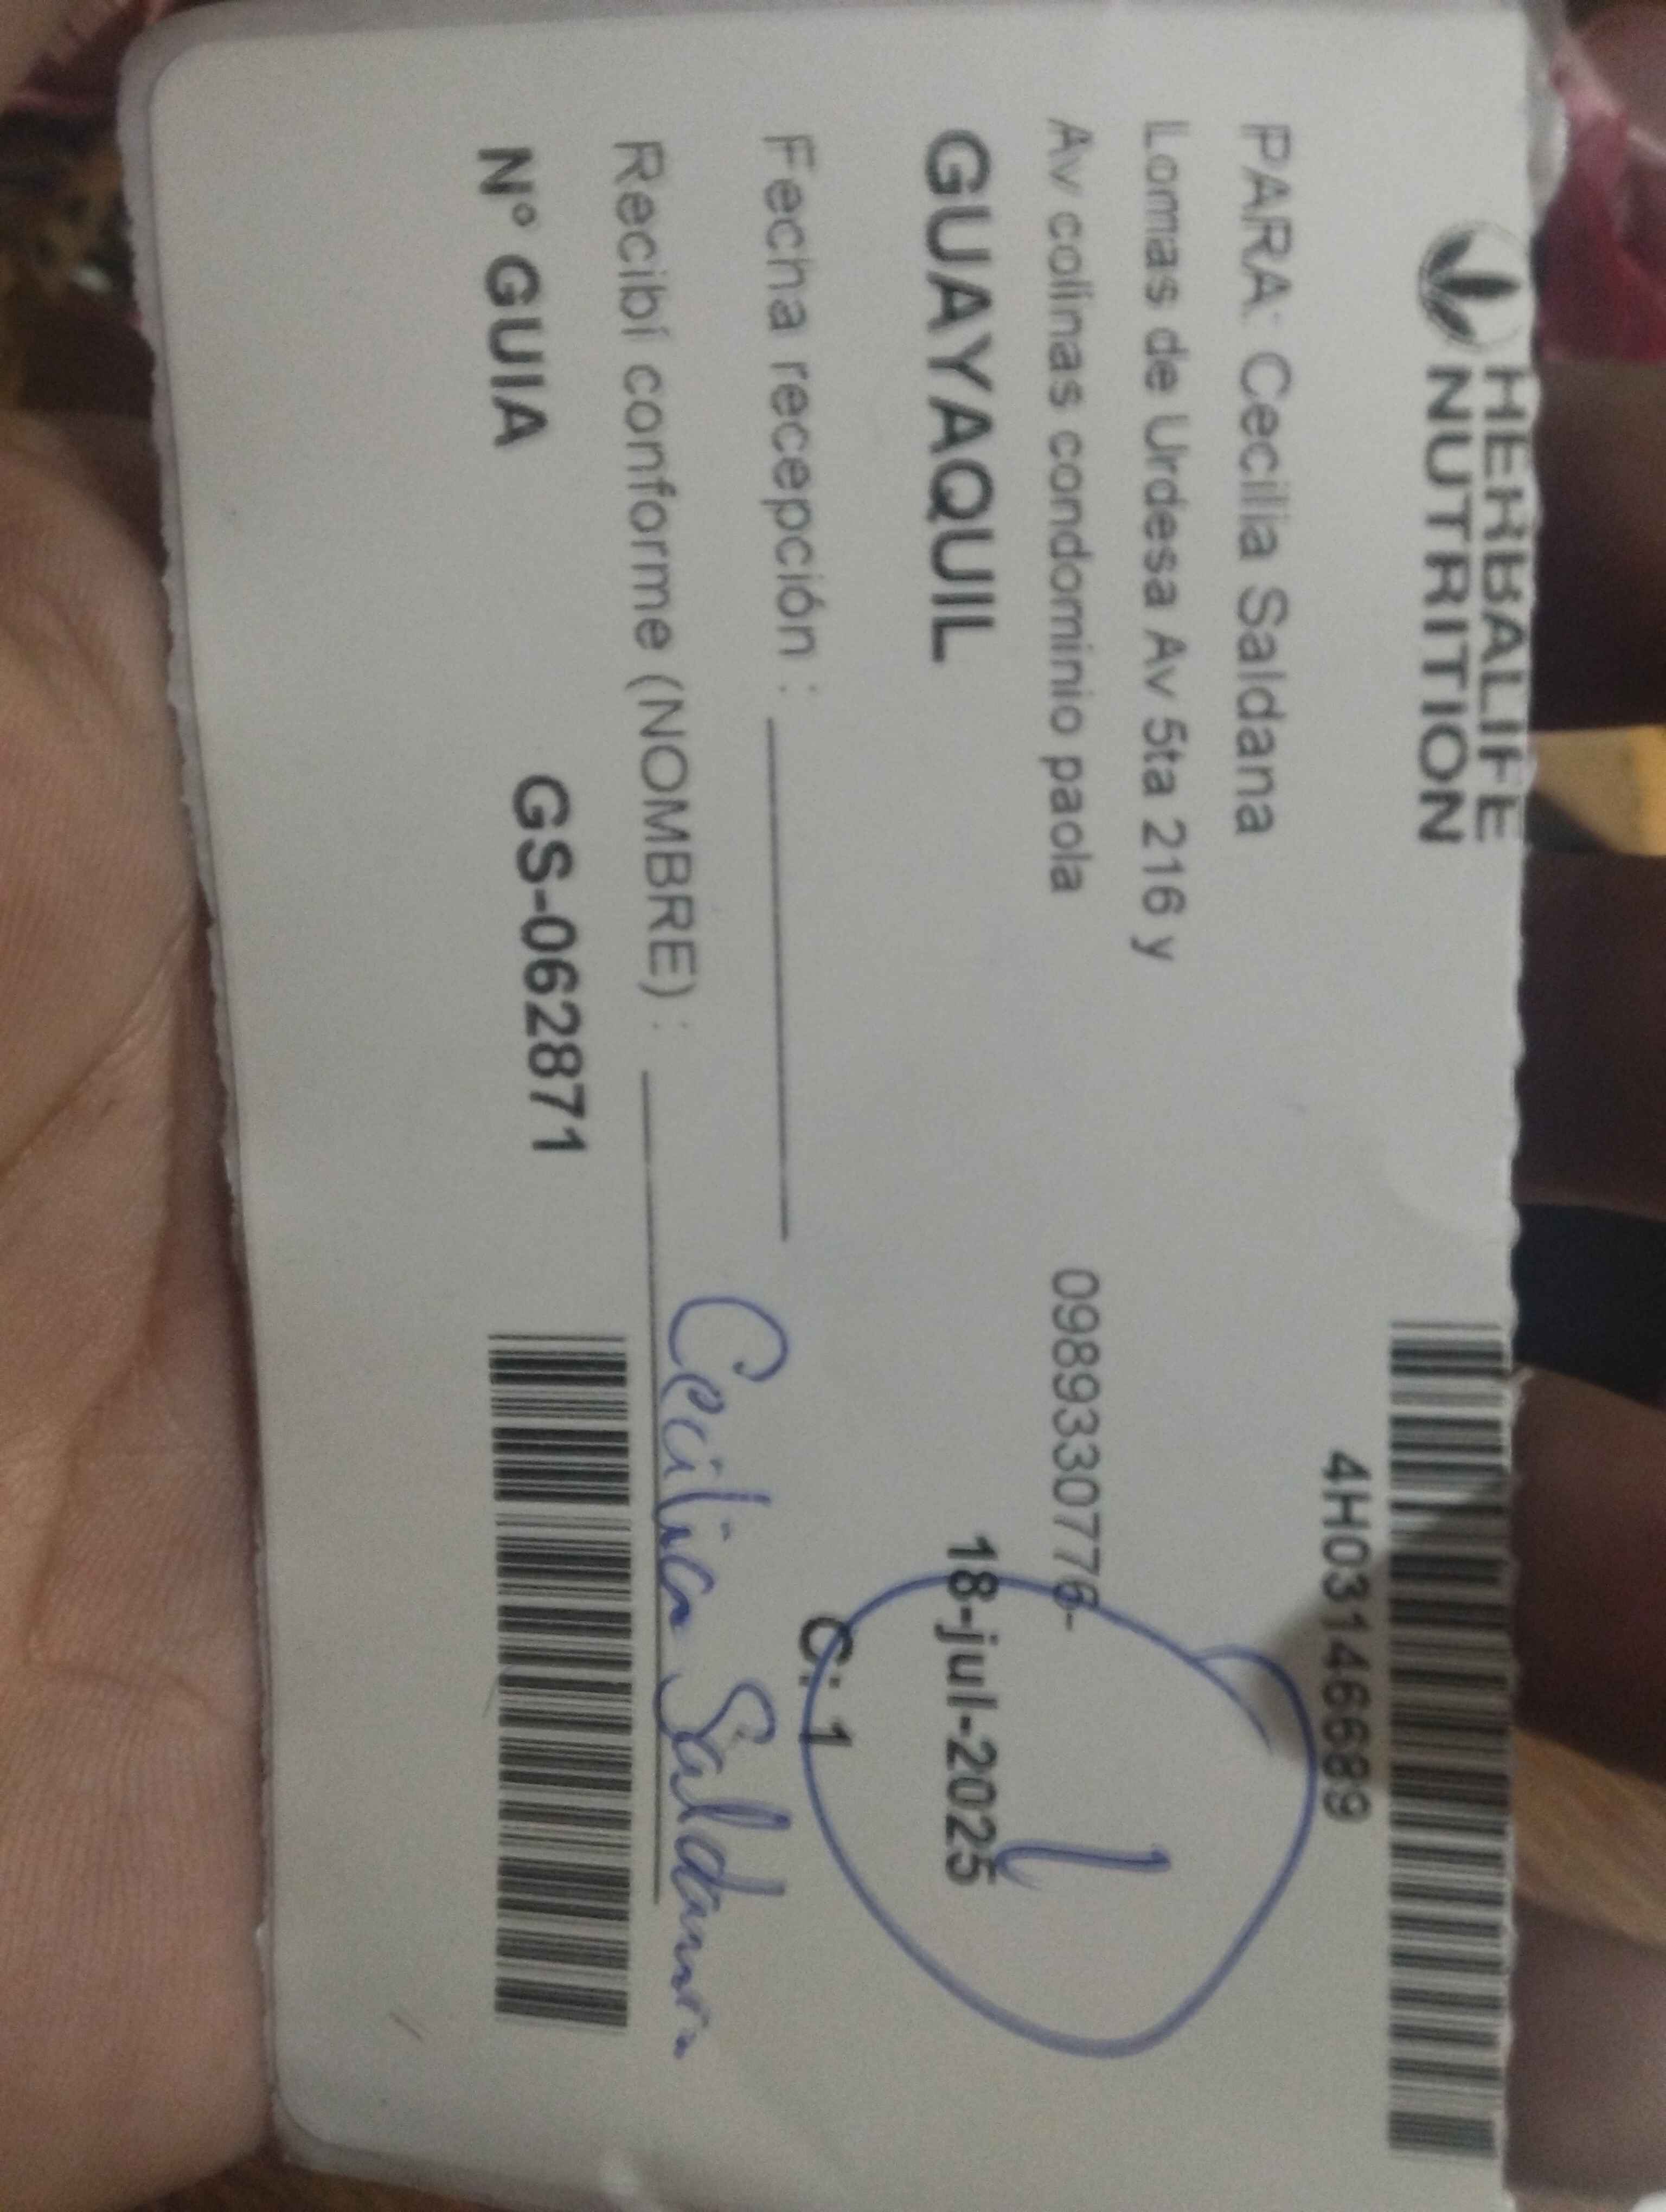 HERBALIFE
NUTRITION
4H03146689
PARA: Cecilia Saldana
Lomas de Urdesa Av 5ta 216 y
Av colinas condominio paola
0989330776-
GUAYAQUIL
18-jul-2025
1
C: 1
Fecha recepción :
Recibí conforme (NOMBRE) : Cecilia Saldana
N° GUIA
GS-062871